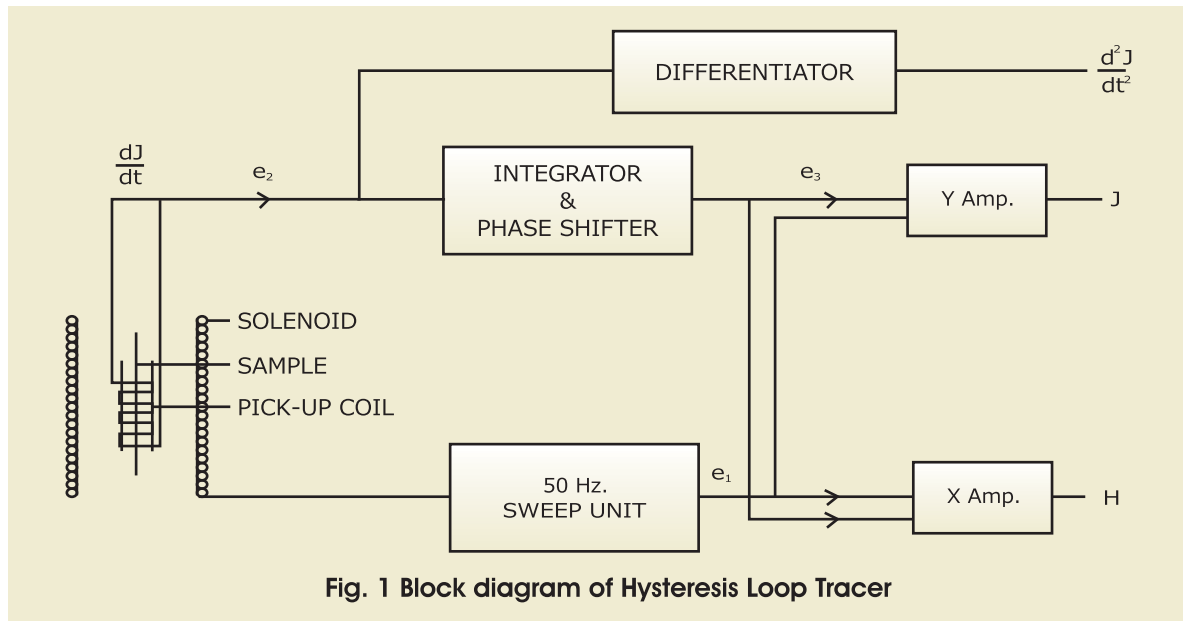 DIFFERENTIATOR
d²J
dt²
dJ
dt
e₂
INTEGRATOR
&
PHASE SHIFTER
e₃
Y Amp.
J
SOLENOID
SAMPLE
PICK-UP COIL
50 Hz.
SWEEP UNIT
e₁
X Amp.
H
Fig. 1 Block diagram of Hysteresis Loop Tracer